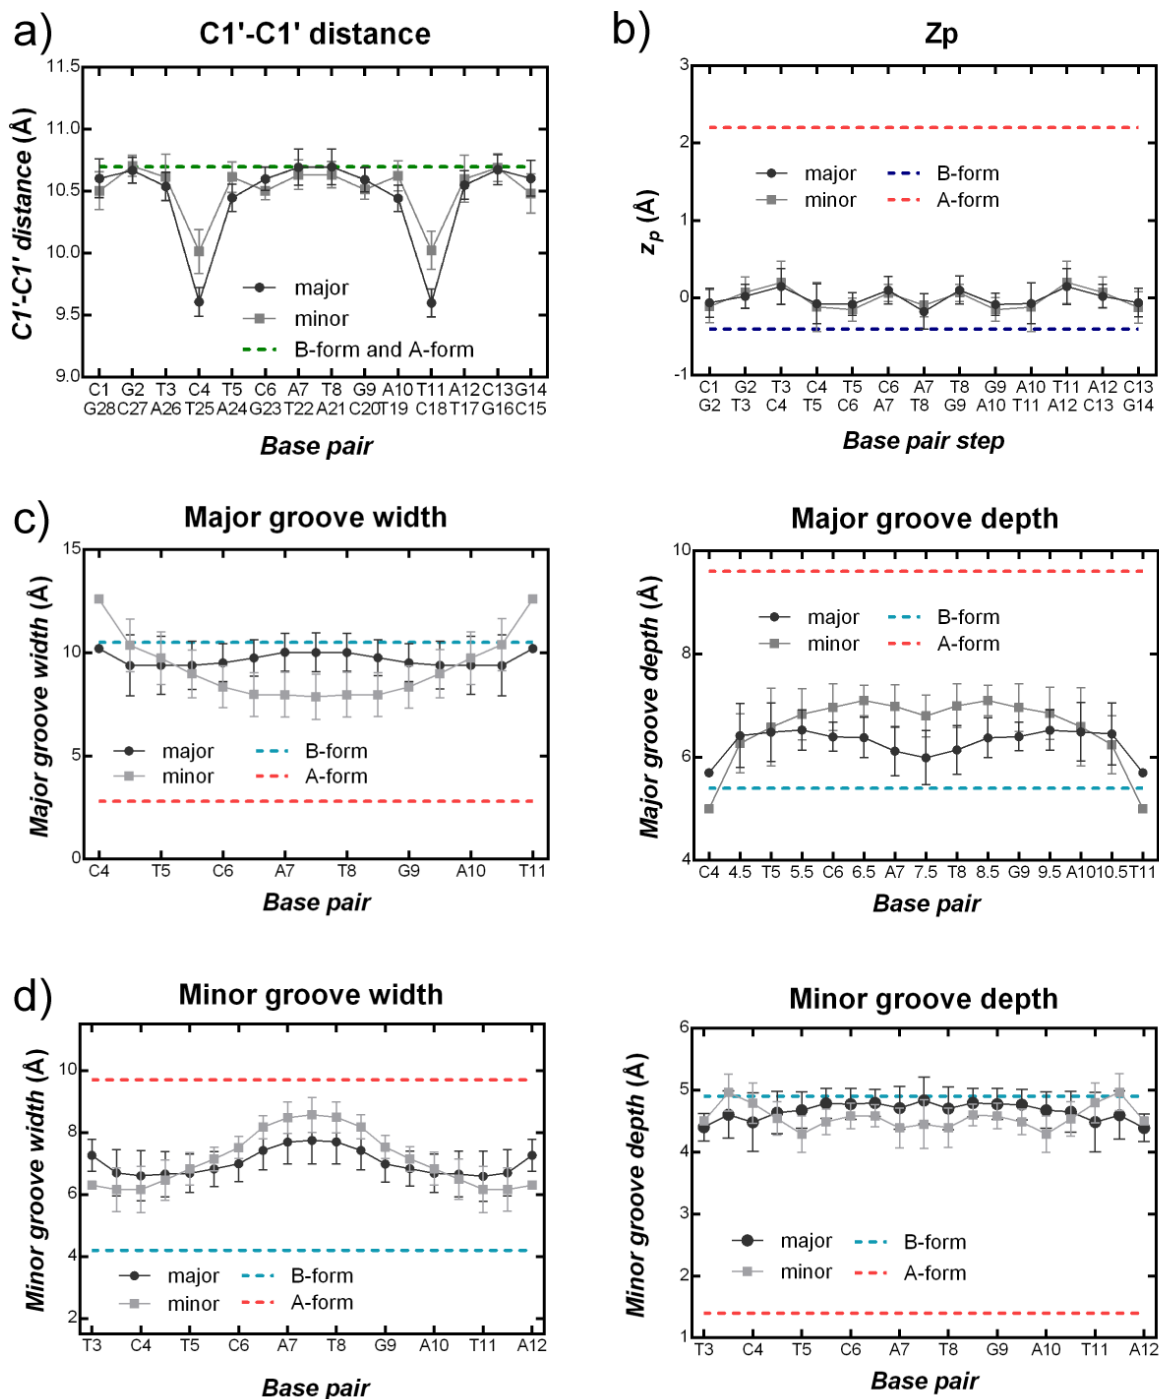 a)
C1'-C1' distance
C1'-C1' distance (Å)
11.5
11.0
10.5
10.0
9.5
9.0
major
minor
B-form and A-form
C1 G2 T3 C4 T5 C6 A7 T8 G9 A10 T11 A12 C13 G14
G28 C27 A26 T25 A24 G23 T22 A21 C20 T19 C18 T17 G16 C15
Base pair
b)
Zp
zp (Å)
3
2
1
0
-1
major
minor
B-form
A-form
C1 G2 T3 C4 T5 C6 A7 T8 G9 A10 T11 A12 C13
G2 T3 C4 T5 C6 A7 T8 G9 A10 T11 A12 C13 G14
Base pair step
c)
Major groove width
Major groove width (Å)
15
10
5
0
major
minor
B-form
A-form
C4 T5 C6 A7 T8 G9 A10 T11
Base pair
Major groove depth
Major groove depth (Å)
10
8
6
4
major
minor
B-form
A-form
C4 4.5 T5 5.5 C6 6.5 A7 7.5 T8 8.5 G9 9.5 A10 10.5 T11
Base pair
d)
Minor groove width
Minor groove width (Å)
10
8
6
4
2
major
minor
B-form
A-form
T3 C4 T5 C6 A7 T8 G9 A10 T11 A12
Base pair
Minor groove depth
Minor groove depth (Å)
6
5
4
3
2
1
major
minor
B-form
A-form
T3 C4 T5 C6 A7 T8 G9 A10 T11 A12
Base pair